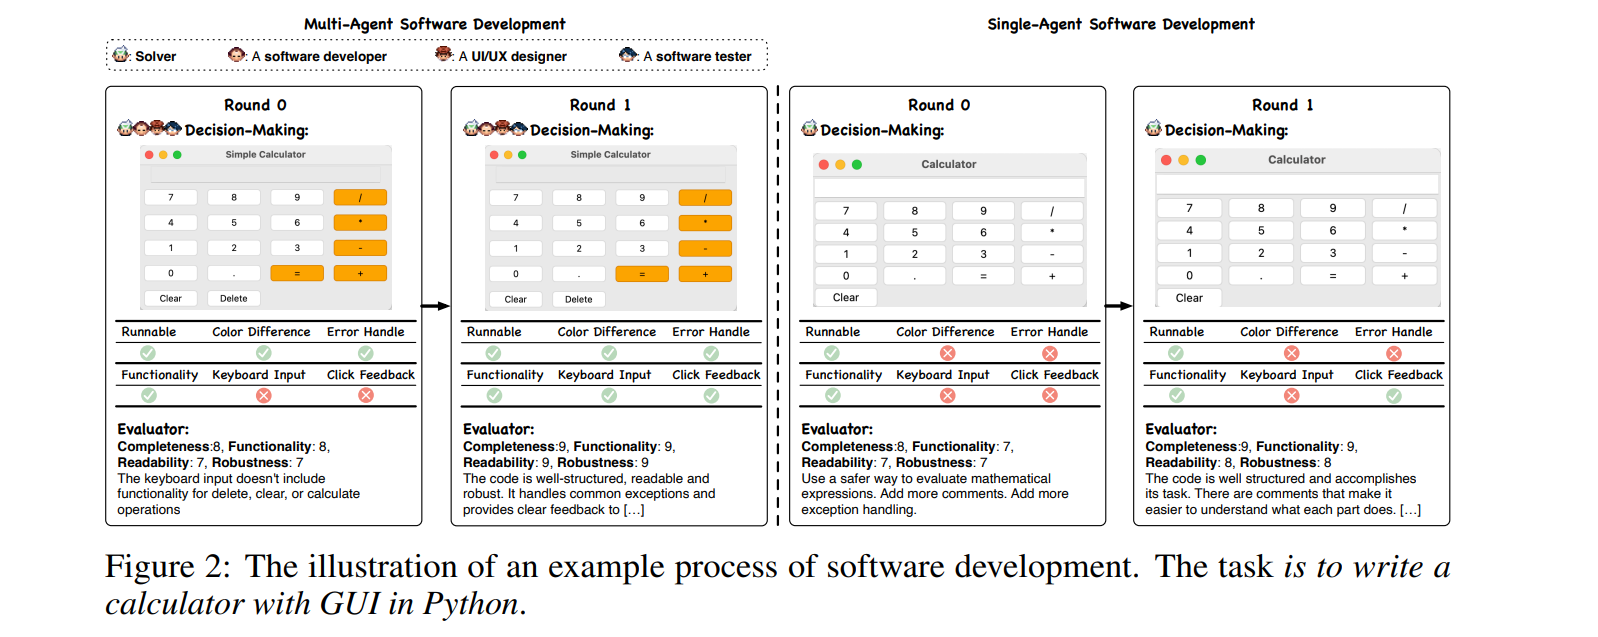 Multi-Agent Software Development
Single-Agent Software Development
: Solver : A software developer : A UI/UX designer : A software tester
Round 0
Decision-Making:
Simple Calculator
7 8 9 /
4 5 6 *
1 2 3 -
0 . = +
Clear Delete
Runnable Color Difference Error Handle
Functionality Keyboard Input Click Feedback
Evaluator:
Completeness:8, Functionality: 8,
Readability: 7, Robustness: 7
The keyboard input doesn't include
functionality for delete, clear, or calculate
operations
Round 1
Decision-Making:
Simple Calculator
7 8 9 /
4 5 6 *
1 2 3 -
0 . = +
Clear Delete
Runnable Color Difference Error Handle
Functionality Keyboard Input Click Feedback
Evaluator:
Completeness:9, Functionality: 9,
Readability: 9, Robustness: 9
The code is well-structured, readable and
robust. It handles common exceptions and
provides clear feedback to [...]
Round 0
Decision-Making:
Calculator
7 8 9 /
4 5 6 *
1 2 3 -
0 . = +
Clear
Runnable Color Difference Error Handle
Functionality Keyboard Input Click Feedback
Evaluator:
Completeness:8, Functionality: 7,
Readability: 7, Robustness: 7
Use a safer way to evaluate mathematical
expressions. Add more comments. Add more
exception handling.
Round 1
Decision-Making:
Calculator
7 8 9 /
4 5 6 *
1 2 3 -
0 . = +
Clear
Runnable Color Difference Error Handle
Functionality Keyboard Input Click Feedback
Evaluator:
Completeness:9, Functionality: 9,
Readability: 8, Robustness: 8
The code is well structured and accomplishes
its task. There are comments that make it
easier to understand what each part does. [...]
Figure 2: The illustration of an example process of software development. The task is to write a
calculator with GUI in Python.